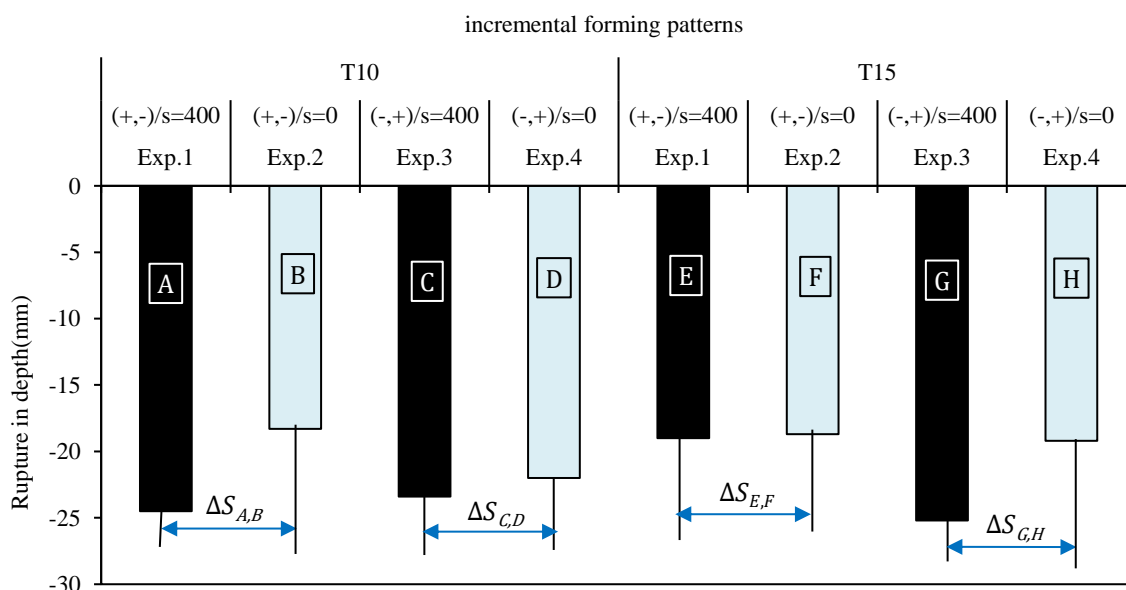 incremental forming patterns
T10 T15
(+,-)/s=400 (+,-)/s=0 (-,+)/s=400 (-,+)/s=0 (+,-)/s=400 (+,-)/s=0 (-,+)/s=400 (-,+)/s=0
Exp.1 Exp.2 Exp.3 Exp.4 Exp.1 Exp.2 Exp.3 Exp.4
0
-5
-10
-15
-20
-25
-30
Rupture in depth(mm)
A B C D E F G H
ΔS_{A,B} ΔS_{C,D} ΔS_{E,F} ΔS_{G,H}